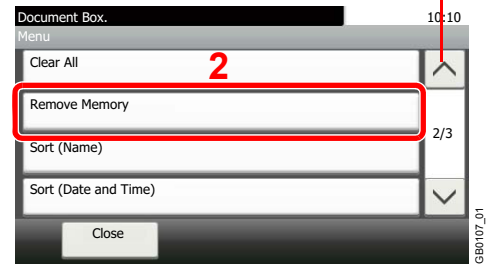 Document Box.
10:10
Menu
Clear All
2
Remove Memory
2/3
Sort (Name)
Sort (Date and Time)
Close
GB0107_01